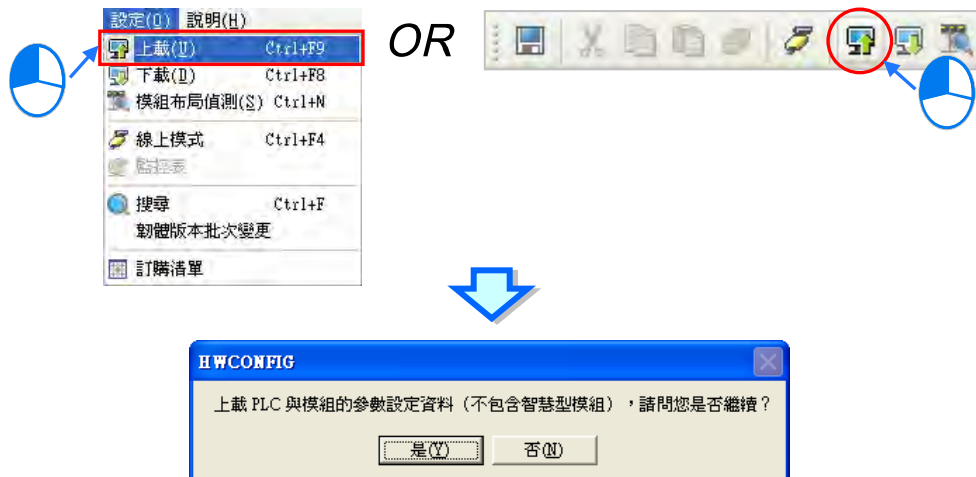 設定(O) 說明(H)
上載(U) Ctrl+F9
下載(D) Ctrl+F8
模組布局偵測(S) Ctrl+N
線上模式 Ctrl+F4
監控表
搜尋 Ctrl+F
韌體版本批次變更
訂購清單
OR
HWCONFIG
上載 PLC 與模組的參數設定資料（不包含智慧型模組），請問您是否繼續？
是(Y) 否(N)